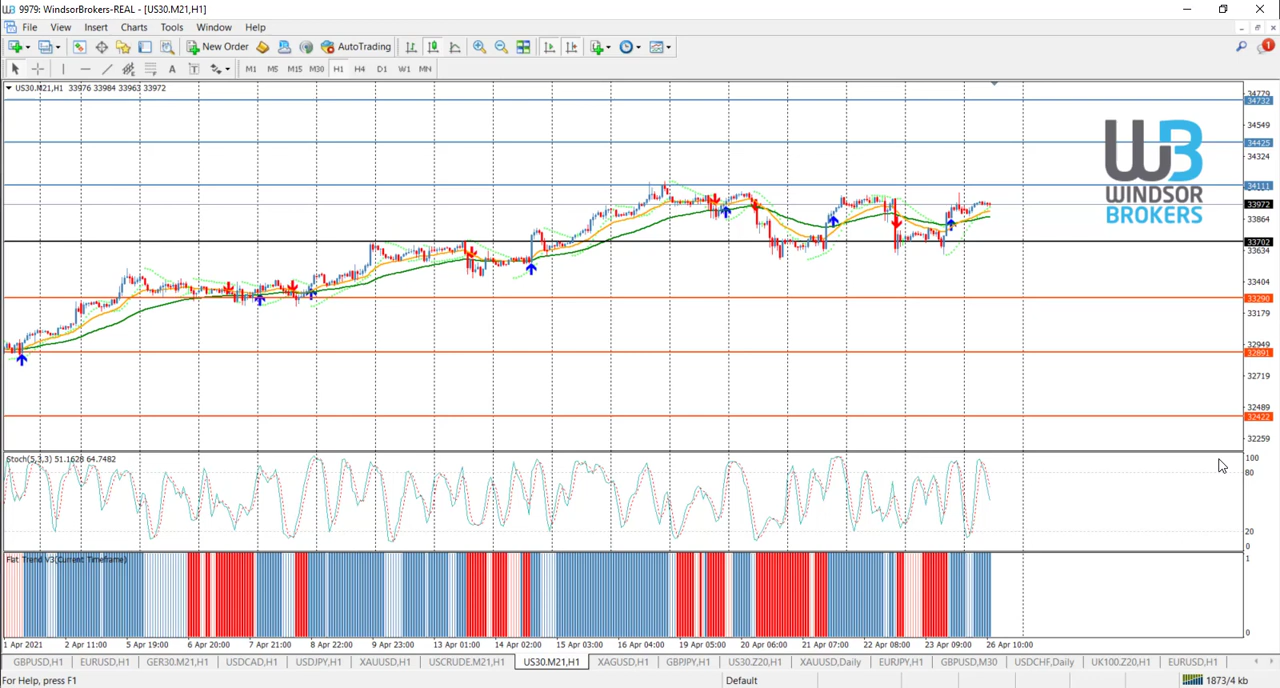 9979: WindsorBrokers-REAL - [US30.M21,H1]
File View Insert Charts Tools Window Help
New Order AutoTrading
1
A T M1 M5 M15 M30 H1 H4 D1 W1 MN
US30.M21,H1 33976 33984 33963 33972
34779
34732
34549
34425
34324
34111
33972
33864
33702
33634
33404
33290
33179
32949
32891
32719
32489
32422
32259
WINDSOR
BROKERS
Stoch(5,3,3) 51.1628 64.7482
100
80
20
0
Flat Trend V3(Current Timeframe)
1
0
1 Apr 2021 2 Apr 11:00 5 Apr 19:00 6 Apr 20:00 7 Apr 21:00 8 Apr 22:00 9 Apr 23:00 13 Apr 01:00 14 Apr 02:00 15 Apr 03:00 16 Apr 04:00 19 Apr 05:00 20 Apr 06:00 21 Apr 07:00 22 Apr 08:00 23 Apr 09:00 26 Apr 10:00
GBPUSD,H1 EURUSD,H1 GER30.M21,H1 USDCAD,H1 USDJPY,H1 XAUUSD,H1 USCRUDE.M21,H1 US30.M21,H1 XAGUSD,H1 GBPJPY,H1 US30.Z20,H1 XAUUSD,Daily EURJPY,H1 GBPUSD,M30 USDCHF,Daily UK100.Z20,H1 EURUSD,H1
For Help, press F1 Default 1873/4 kb